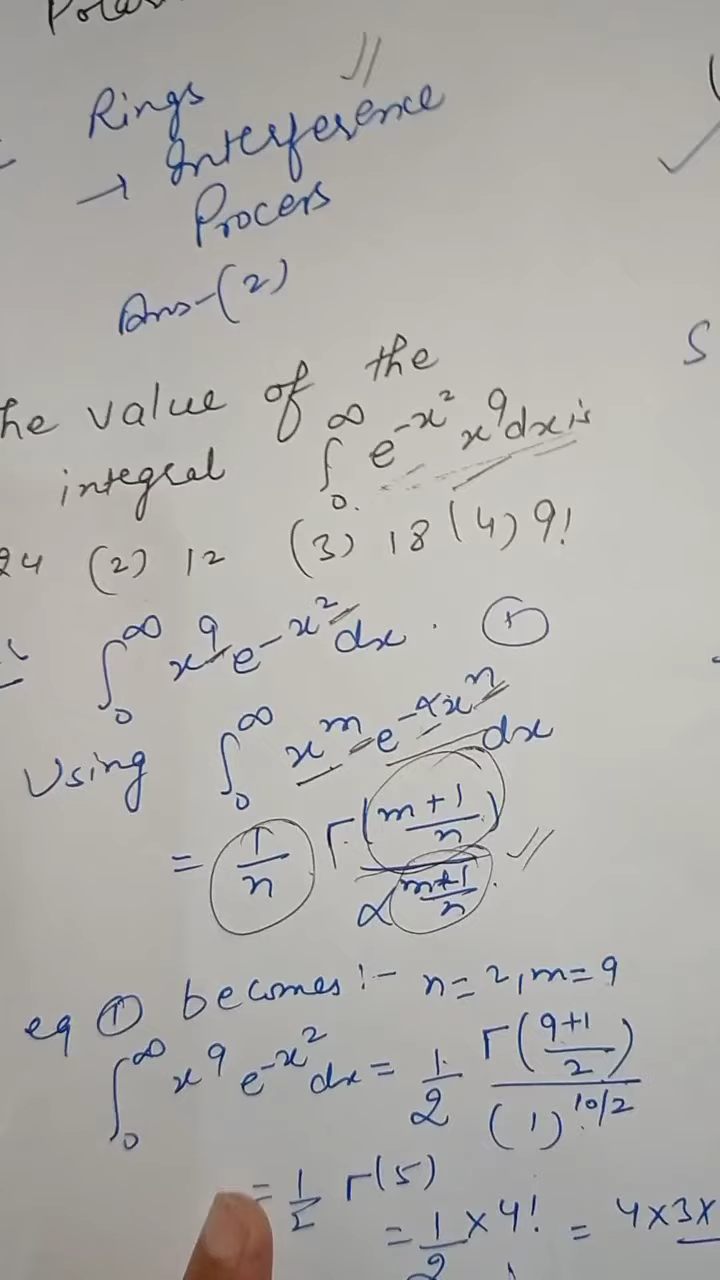 Rings
→ Interference
Process
Ans-(2)
S
he value of the
integral ∫₀^∞ e^{-x²} x⁹ dx is
24 (2) 12 (3) 18 (4) 9!
∫₀^∞ x⁹ e^{-x²} dx. ①
Using ∫₀^∞ x^m e^{-αx^n} dx
= 1/n Γ((m+1)/n) / α^{(m+1)/n}
eq ① becomes:- n=2, m=9
∫₀^∞ x⁹ e^{-x²} dx = 1/2 Γ((9+1)/2) / (1)^{10/2}
= 1/2 Γ(5)
= 1/2 × 4! = 4×3×